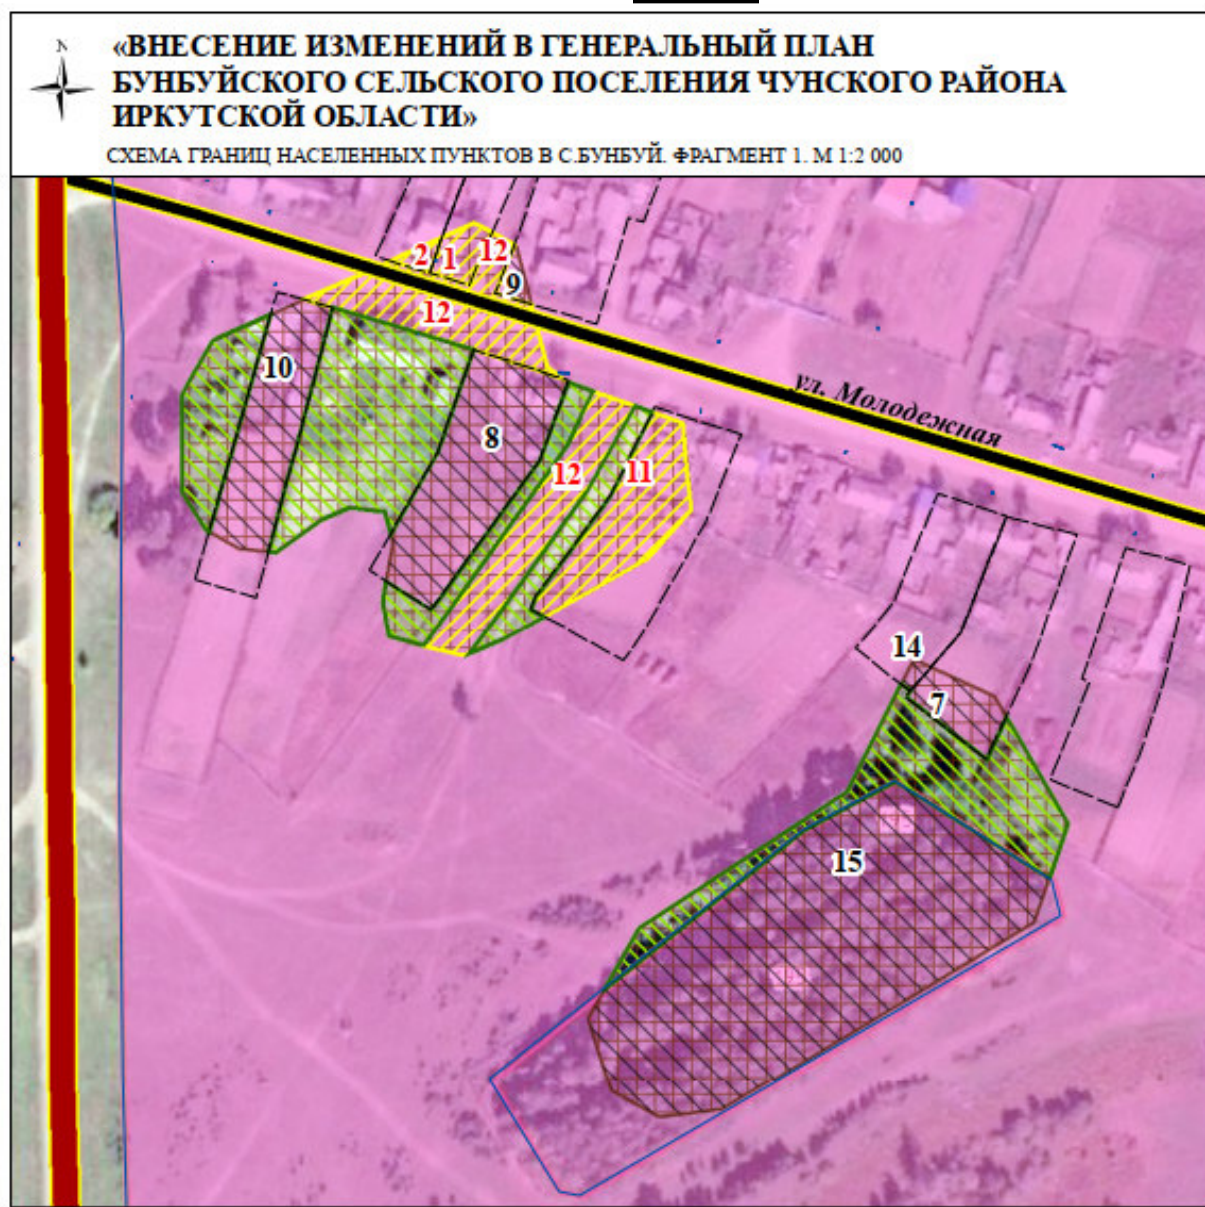 N
«ВНЕСЕНИЕ ИЗМЕНЕНИЙ В ГЕНЕРАЛЬНЫЙ ПЛАН
БУНБУЙСКОГО СЕЛЬСКОГО ПОСЕЛЕНИЯ ЧУНСКОГО РАЙОНА
ИРКУТСКОЙ ОБЛАСТИ»
СХЕМА ГРАНИЦ НАСЕЛЕННЫХ ПУНКТОВ В С.БУНБУЙ. ФРАГМЕНТ 1. М 1:2 000
2 1 12
9
12
10
ул. Молодежная
8
12 11
14
7
15